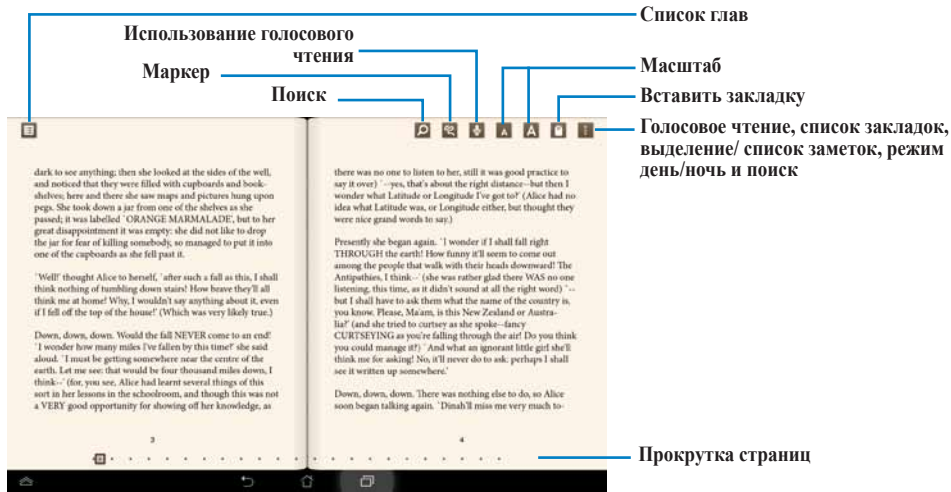 Список глав
Использование голосового
чтения
Маркер
Поиск
Масштаб
Вставить закладку
Голосовое чтение, список закладок,
выделение/ список заметок, режим
день/ночь и поиск
A A
dark to see anything; then she looked at the sides of the well,
and noticed that they were filled with cupboards and book-
shelves; here and there she saw maps and pictures hung upon
pegs. She took down a jar from one of the shelves as she
passed; it was labelled `ORANGE MARMALADE', but to her
great disappointment it was empty: she did not like to drop
the jar for fear of killing somebody, so managed to put it into
one of the cupboards as she fell past it.
`Well!' thought Alice to herself, `after such a fall as this, I shall
think nothing of tumbling down stairs! How brave they'll all
think me at home! Why, I wouldn't say anything about it, even
if I fell off the top of the house!' (Which was very likely true.)
Down, down, down. Would the fall NEVER come to an end!
`I wonder how many miles I've fallen by this time?' she said
aloud. `I must be getting somewhere near the centre of the
earth. Let me see: that would be four thousand miles down, I
think--' (for, you see, Alice had learnt several things of this
sort in her lessons in the schoolroom, and though this was not
a VERY good opportunity for showing off her knowledge, as
3
there was no one to listen to her, still it was good practice to
say it over) `--yes, that's about the right distance--but then I
wonder what Latitude or Longitude I've got to?' (Alice had no
idea what Latitude was, or Longitude either, but thought they
were nice grand words to say.)
Presently she began again. `I wonder if I shall fall right
THROUGH the earth! How funny it'll seem to come out
among the people that walk with their heads downward! The
Antipathies, I think--' (she was rather glad there WAS no one
listening, this time, as it didn't sound at all the right word) `--
but I shall have to ask them what the name of the country is,
you know. Please, Ma'am, is this New Zealand or Austra-
lia?' (and she tried to curtsey as she spoke--fancy
CURTSEYING as you're falling through the air! Do you think
you could manage it?) `And what an ignorant little girl she'll
think me for asking! No, it'll never do to ask: perhaps I shall
see it written up somewhere.'
Down, down, down. There was nothing else to do, so Alice
soon began talking again. `Dinah'll miss me very much to-
4
Прокрутка страниц